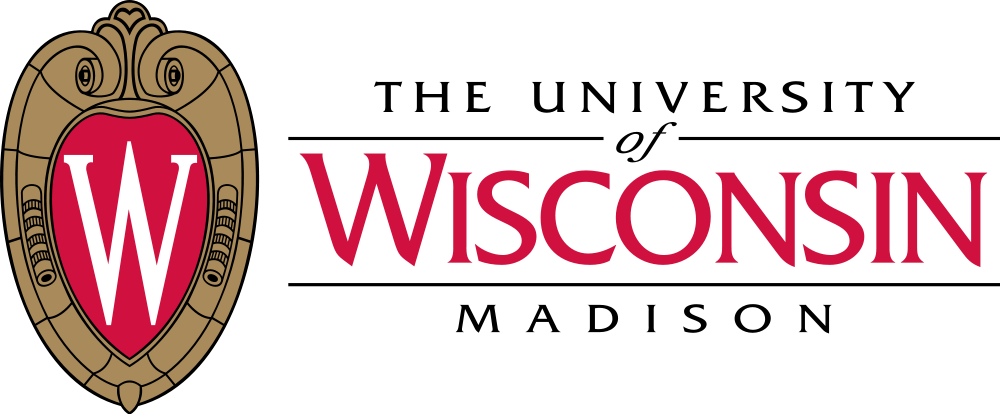 W
THE UNIVERSITY
of
WISCONSIN
MADISON